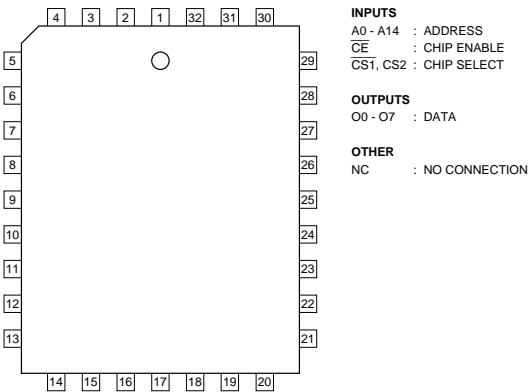 4 3 2 1 32 31 30
5 29
6 28
7 27
8 26
9 25
10 24
11 23
12 22
13 21
14 15 16 17 18 19 20
INPUTS
A0 - A14 : ADDRESS
CE : CHIP ENABLE
CS1, CS2 : CHIP SELECT
OUTPUTS
O0 - O7 : DATA
OTHER
NC : NO CONNECTION